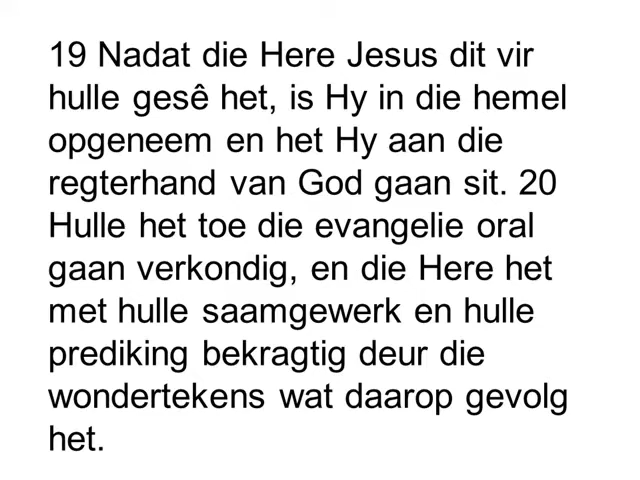 19 Nadat die Here Jesus dit vir
hulle gesê het, is Hy in die hemel
opgeneem en het Hy aan die
regterhand van God gaan sit. 20
Hulle het toe die evangelie oral
gaan verkondig, en die Here het
met hulle saamgewerk en hulle
prediking bekragtig deur die
wondertekens wat daarop gevolg
het.